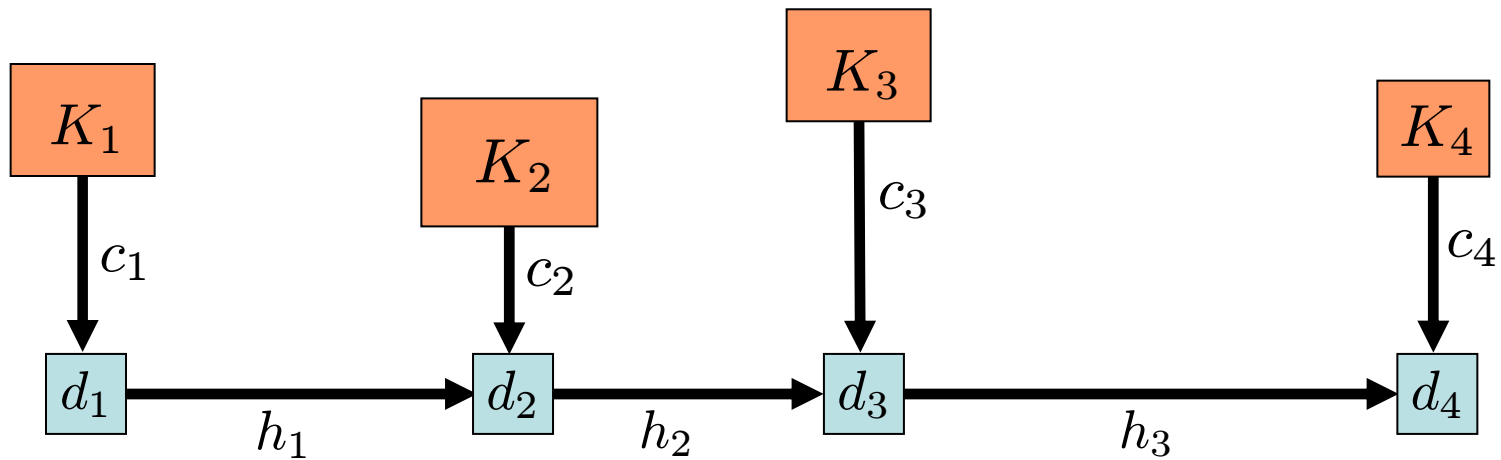 K₁
K₂
K₃
K₄
c₁
c₂
c₃
c₄
d₁
d₂
d₃
d₄
h₁
h₂
h₃